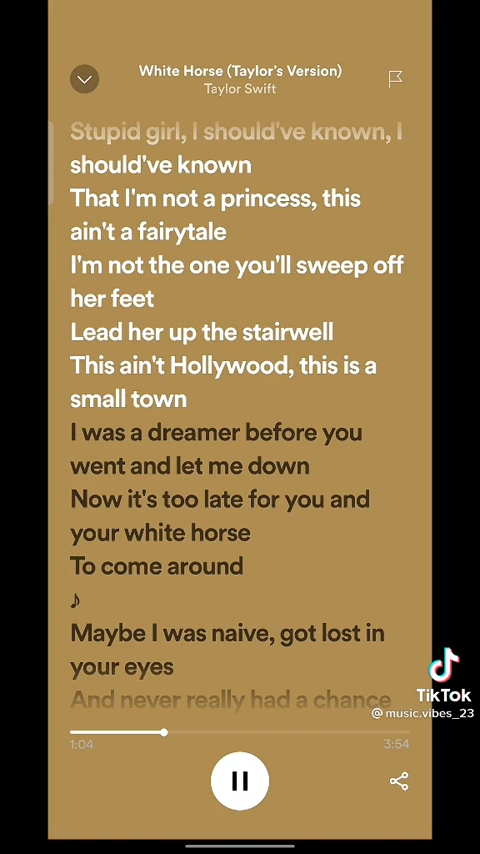 White Horse (Taylor's Version)
Taylor Swift
Stupid girl, I should've known, I
should've known
That I'm not a princess, this
ain't a fairytale
I'm not the one you'll sweep off
her feet
Lead her up the stairwell
This ain't Hollywood, this is a
small town
I was a dreamer before you
went and let me down
Now it's too late for you and
your white horse
To come around
♪
Maybe I was naive, got lost in
your eyes
And never really had a chance
TikTok
@music.vibes_23
1:04
3:54